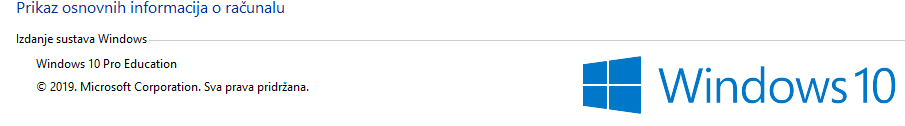 Prikaz osnovnih informacija o računalu
Izdanje sustava Windows
Windows 10 Pro Education
© 2019. Microsoft Corporation. Sva prava pridržana.
Windows 10